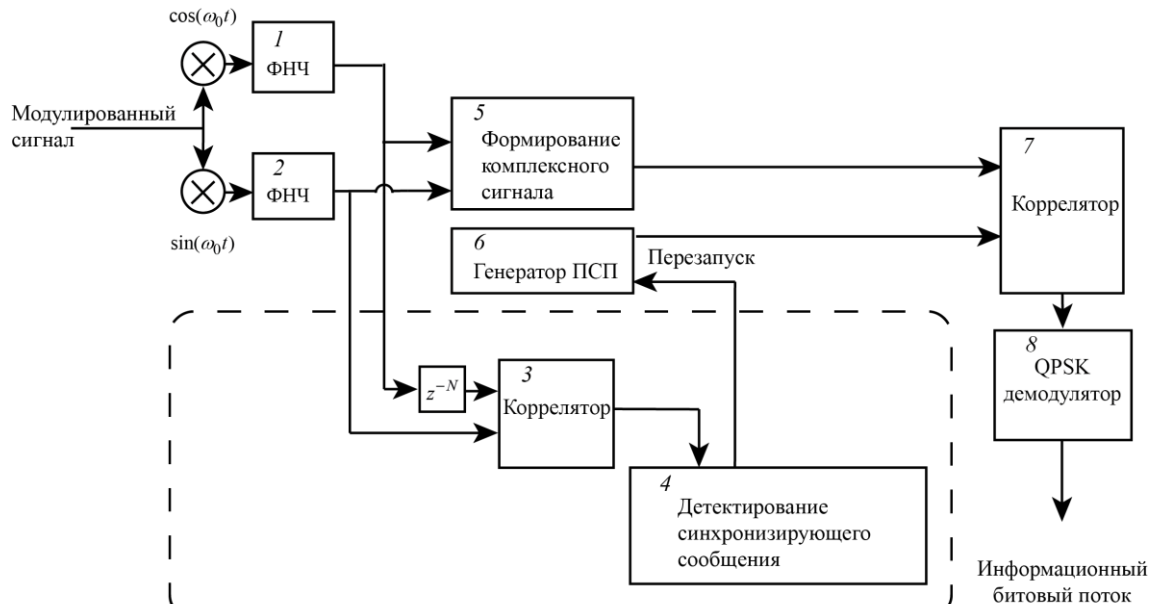 cos(ω₀t)
1
ФНЧ
Модулированный
сигнал
2
ФНЧ
sin(ω₀t)
5
Формирование
комплексного
сигнала
6
Генератор ПСП
Перезапуск
7
Коррелятор
8
QPSK
демодулятор
z⁻ᴺ
3
Коррелятор
4
Детектирование
синхронизирующего
сообщения
Информационный
битовый поток